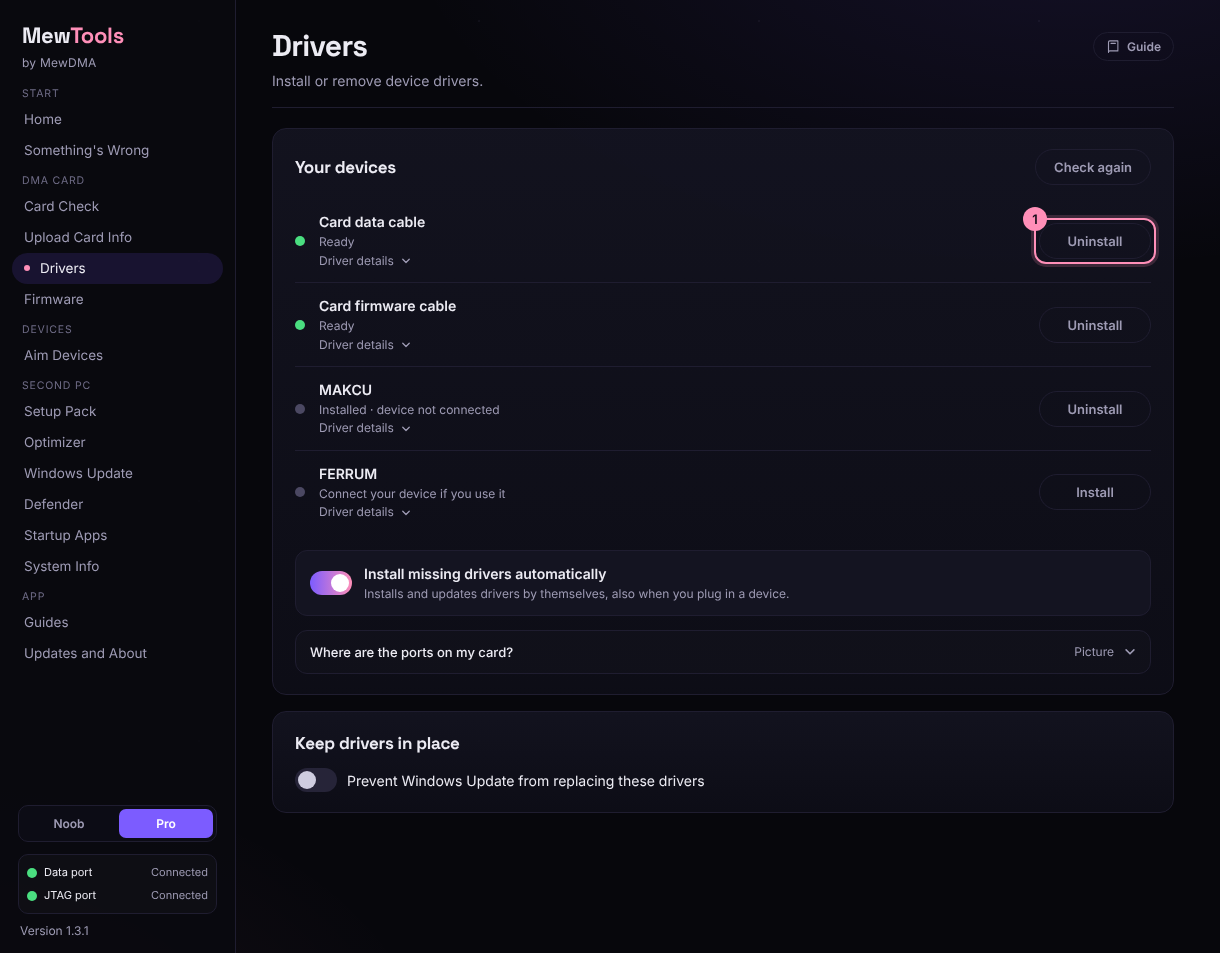 MewTools
by MewDMA
START
Home
Something's Wrong
DMA CARD
Card Check
Upload Card Info
Drivers
Firmware
DEVICES
Aim Devices
SECOND PC
Setup Pack
Optimizer
Windows Update
Defender
Startup Apps
System Info
APP
Guides
Updates and About
Noob Pro
Data port Connected
JTAG port Connected
Version 1.3.1
Drivers
Guide
Install or remove device drivers.
Your devices
Check again
Card data cable
Ready
Driver details
1
Uninstall
Card firmware cable
Ready
Driver details
Uninstall
MAKCU
Installed · device not connected
Driver details
Uninstall
FERRUM
Connect your device if you use it
Driver details
Install
Install missing drivers automatically
Installs and updates drivers by themselves, also when you plug in a device.
Where are the ports on my card? Picture
Keep drivers in place
Prevent Windows Update from replacing these drivers